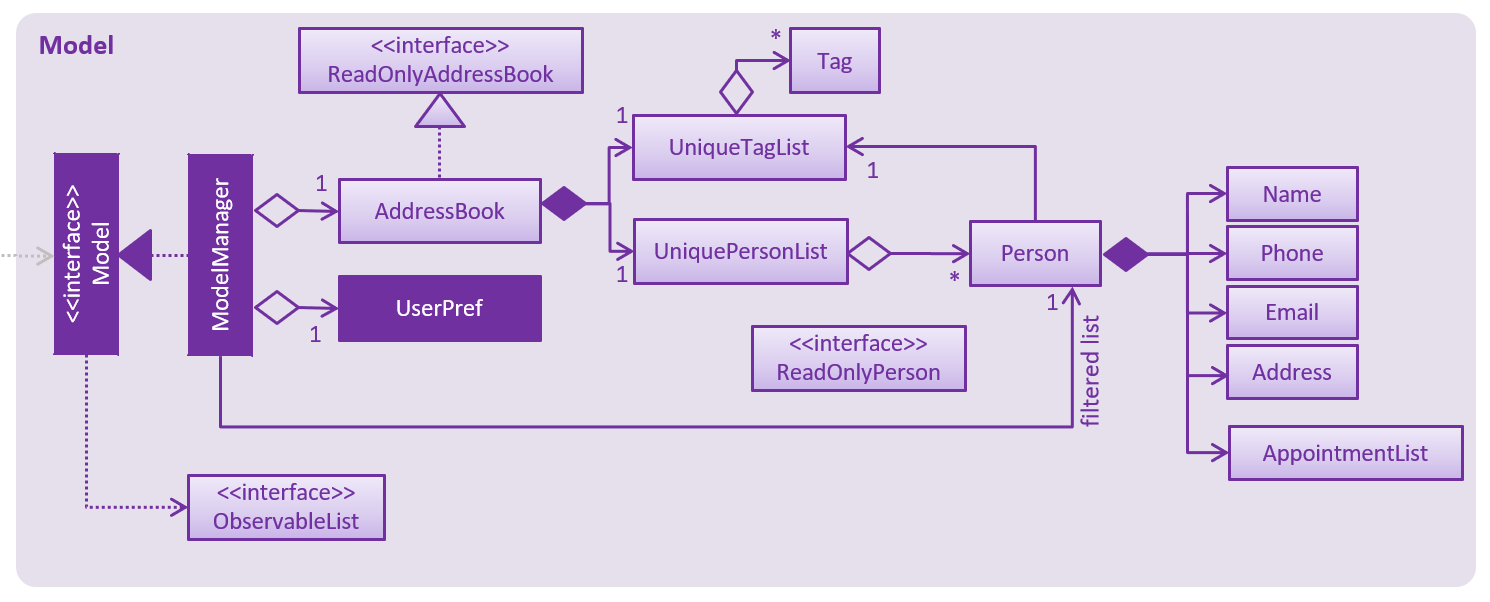 Model
<<interface>>
ReadOnlyAddressBook
*
Tag
1
UniqueTagList
1
<<interface>>
Model
ModelManager
1
AddressBook
1
UserPref
1
UniquePersonList
*
Person
1
filtered list
<<interface>>
ReadOnlyPerson
Name
Phone
Email
Address
AppointmentList
<<interface>>
ObservableList